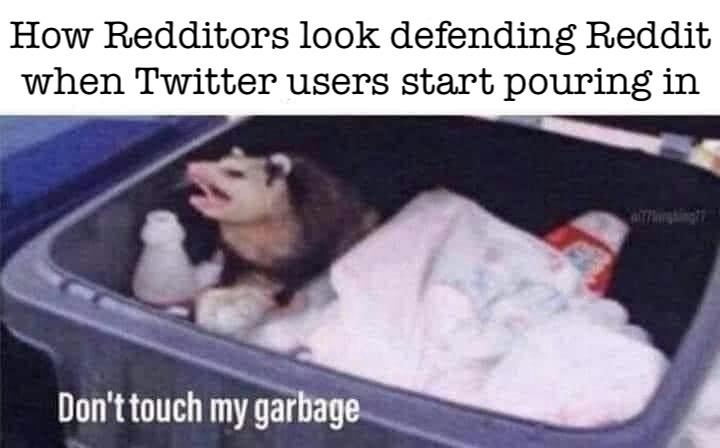 How Redditors look defending Reddit
when Twitter users start pouring in
Don't touch my garbage